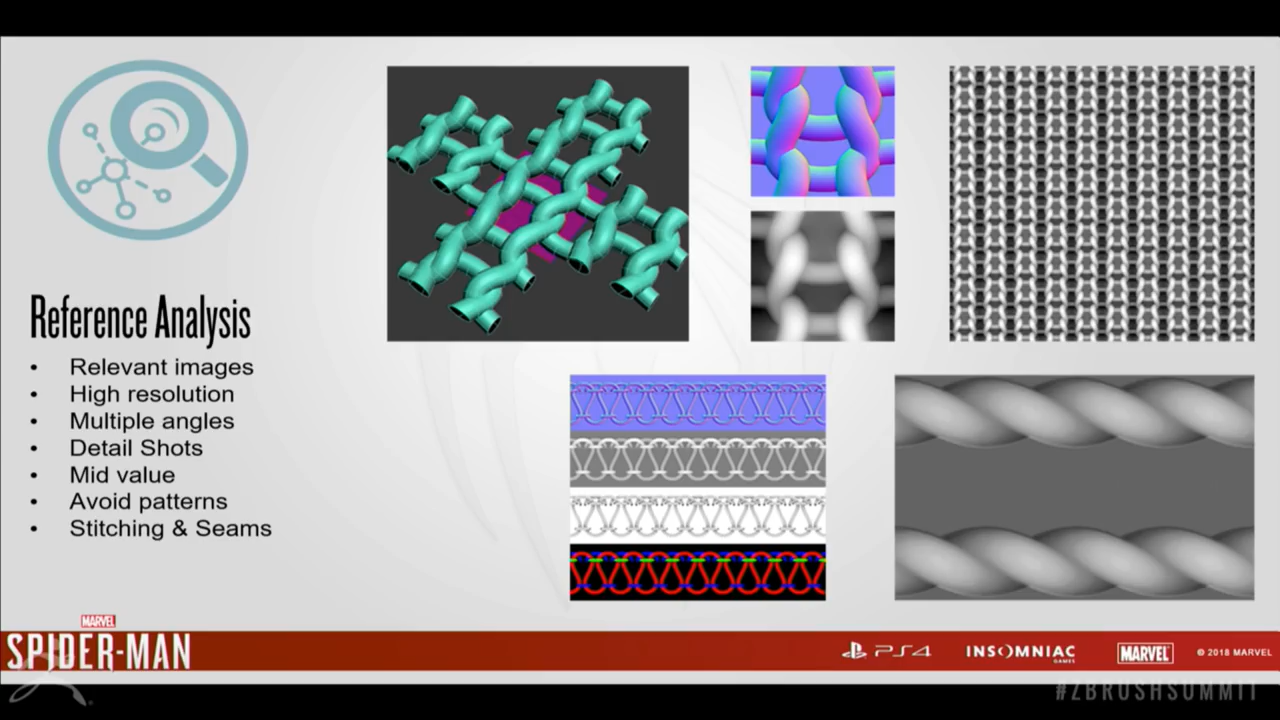 Reference Analysis
• Relevant images
• High resolution
• Multiple angles
• Detail Shots
• Mid value
• Avoid patterns
• Stitching & Seams
MARVEL
SPIDER-MAN
PS4
INSOMNIAC
GAMES
MARVEL
© 2018 MARVEL
#ZBRUSHSUMMIT